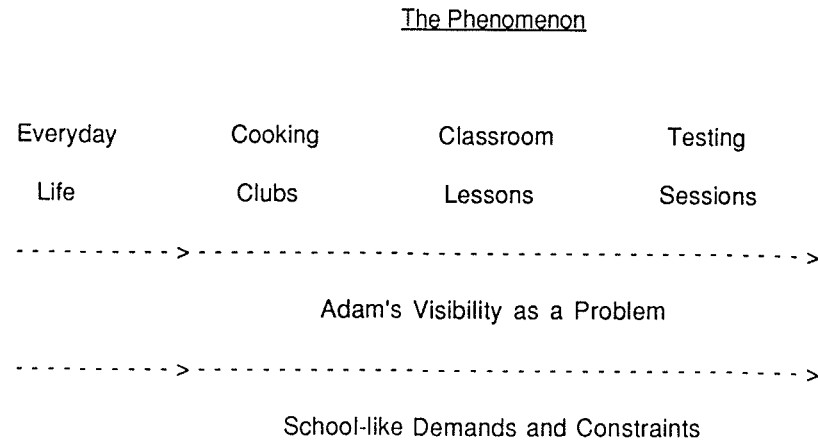 The Phenomenon
Everyday Cooking Classroom Testing
Life Clubs Lessons Sessions
- - - - - - - - - - > - - - - - - - - - - - - - - - - - - - - - - - - - - - - - - - - - - - - >
Adam's Visibility as a Problem
- - - - - - - - - - > - - - - - - - - - - - - - - - - - - - - - - - - - - - - - - - - - - - - >
School-like Demands and Constraints